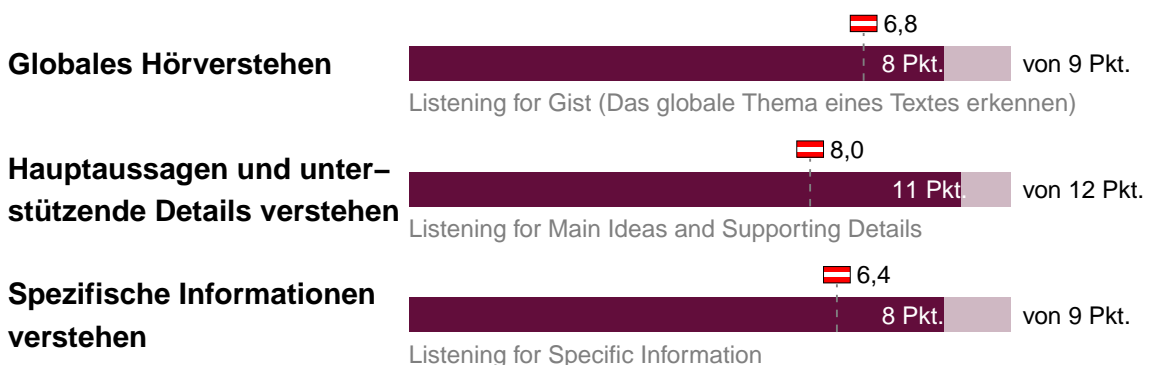 6,8
Globales Hörverstehen
8 Pkt.
von 9 Pkt.
Listening for Gist (Das globale Thema eines Textes erkennen)
8,0
Hauptaussagen und unter–
stützende Details verstehen
11 Pkt.
von 12 Pkt.
Listening for Main Ideas and Supporting Details
6,4
Spezifische Informationen
verstehen
8 Pkt.
von 9 Pkt.
Listening for Specific Information